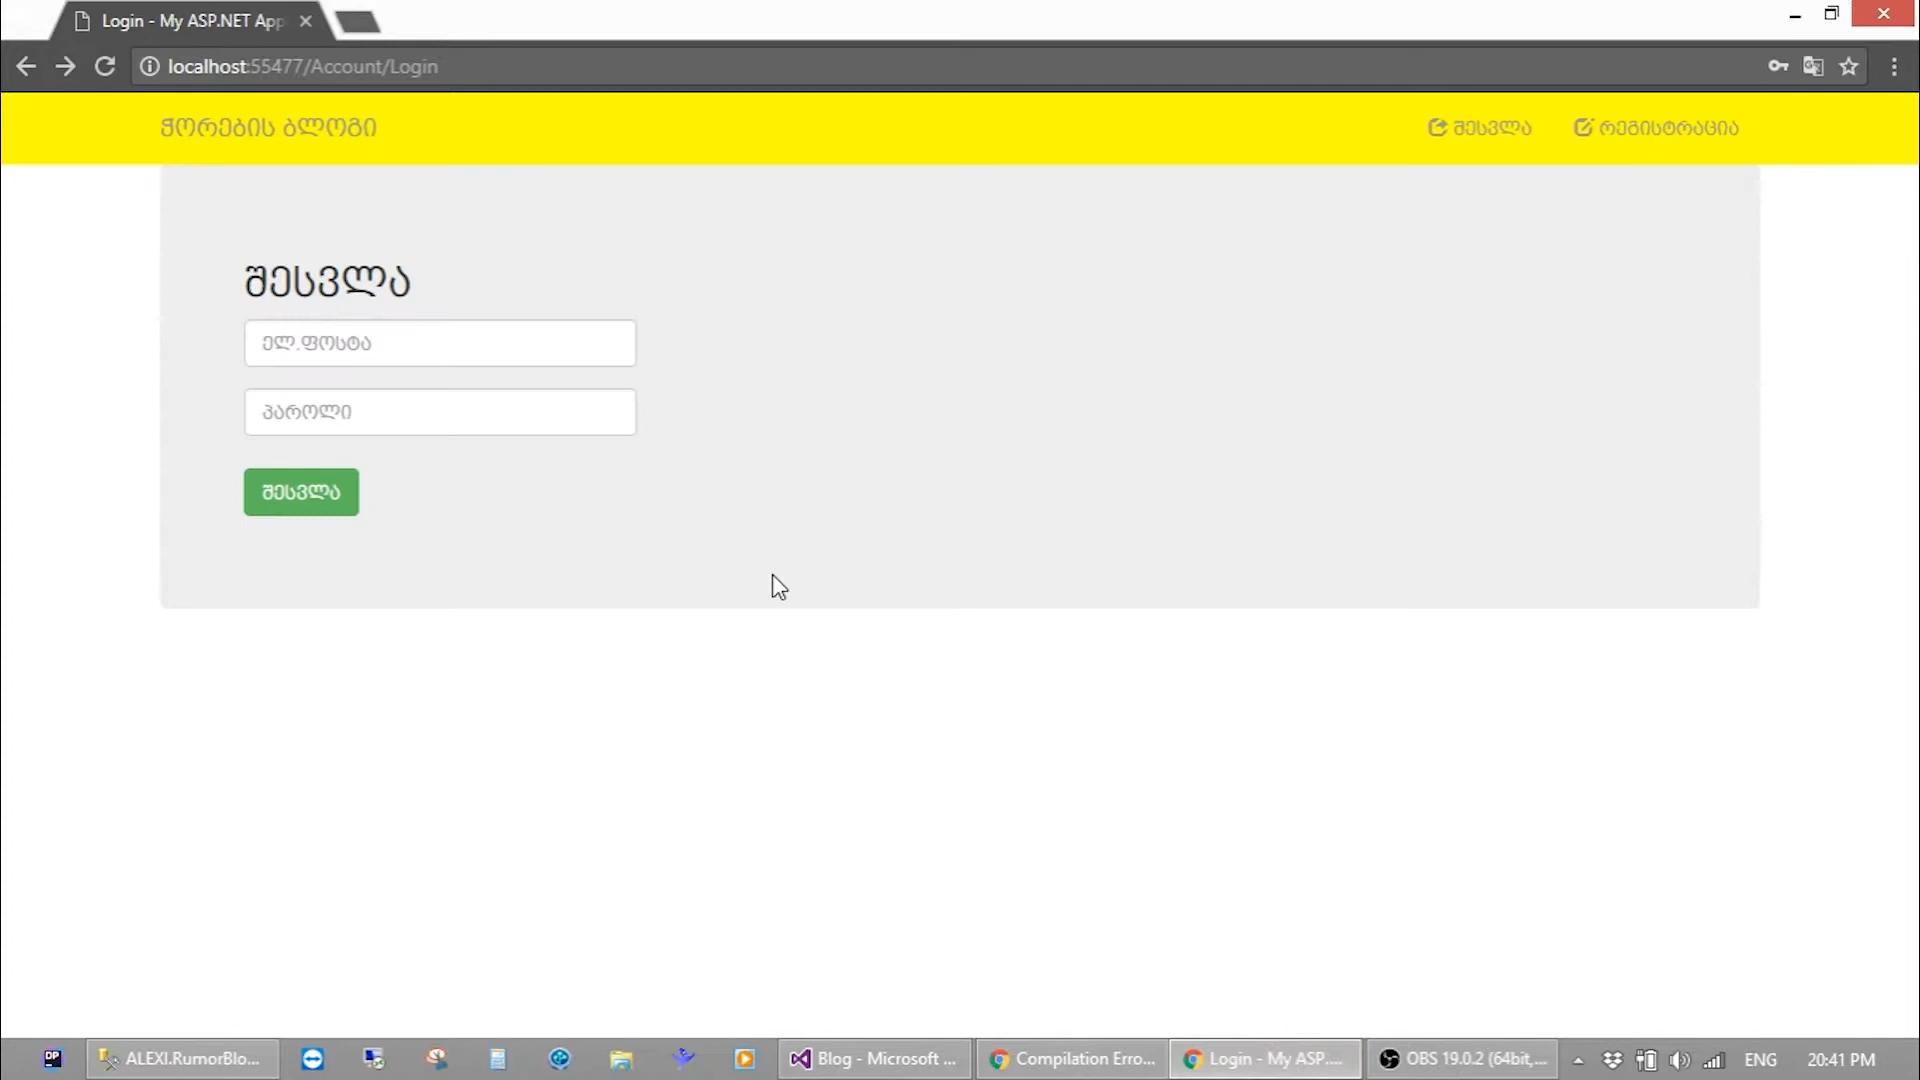 Login - My ASP.NET App
localhost:55477/Account/Login
ჭორების ბლოგი
შესვლა
რეგისტრაცია
შესვლა
ელ.ფოსტა
პაროლი
შესვლა
DP
ALEXI.RumorBlo...
Blog - Microsoft ...
Compilation Erro...
Login - My ASP....
OBS 19.0.2 (64bit,...
ENG
20:41 PM